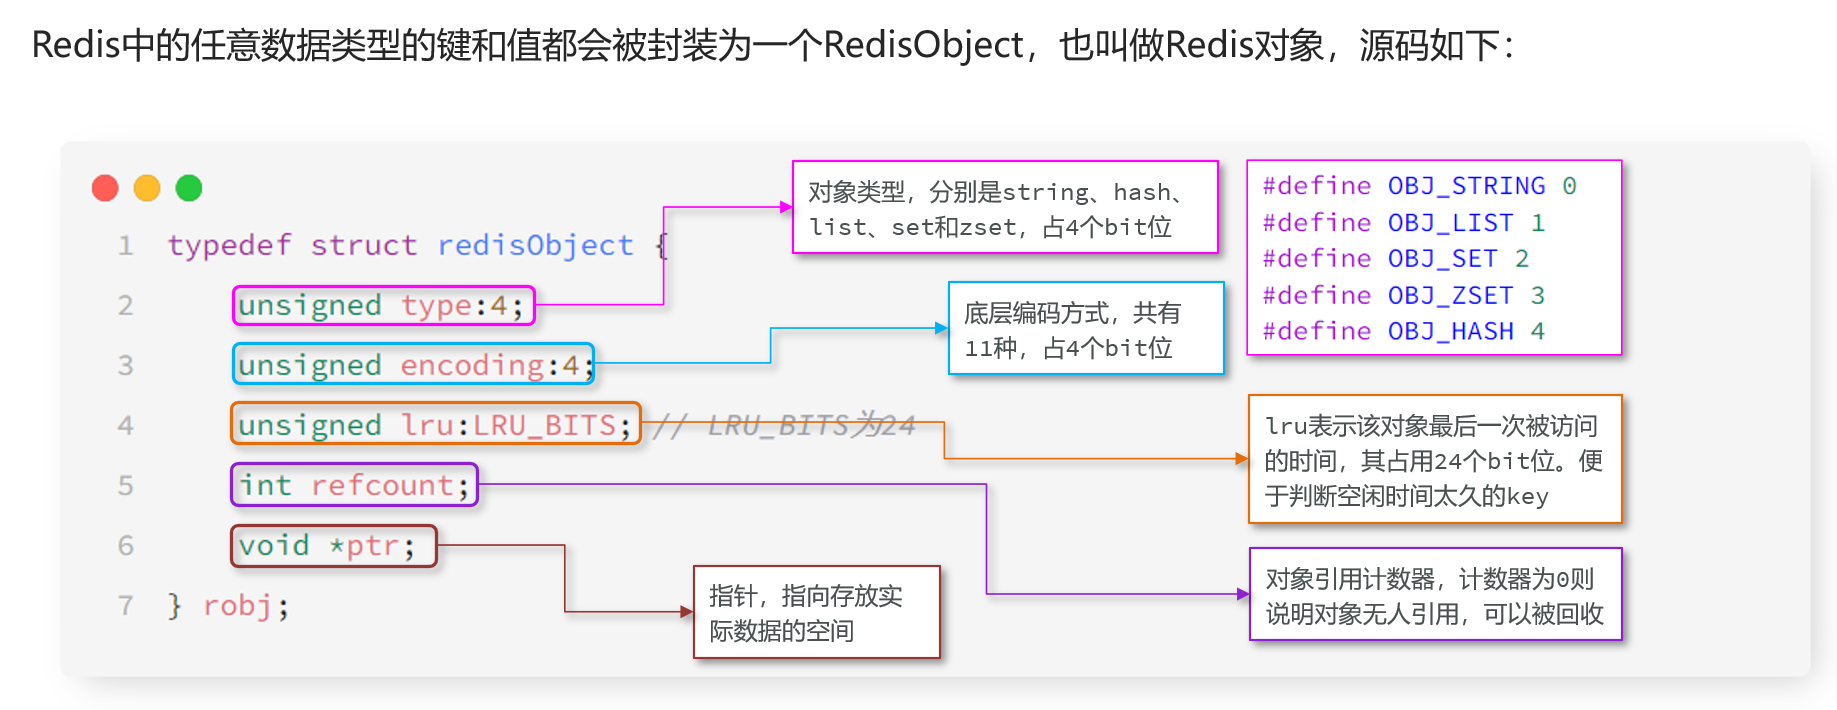 Redis中的任意数据类型的键和值都会被封装为一个RedisObject，也叫做Redis对象，源码如下：
1 typedef struct redisObject {
2 unsigned type:4;
3 unsigned encoding:4;
4 unsigned lru:LRU_BITS; // LRU_BITS为24
5 int refcount;
6 void *ptr;
7 } robj;
对象类型，分别是string、hash、
list、set和zset，占4个bit位
#define OBJ_STRING 0
#define OBJ_LIST 1
#define OBJ_SET 2
#define OBJ_ZSET 3
#define OBJ_HASH 4
底层编码方式，共有
11种，占4个bit位
lru表示该对象最后一次被访问
的时间，其占用24个bit位。便
于判断空闲时间太久的key
对象引用计数器，计数器为0则
说明对象无人引用，可以被回收
指针，指向存放实
际数据的空间